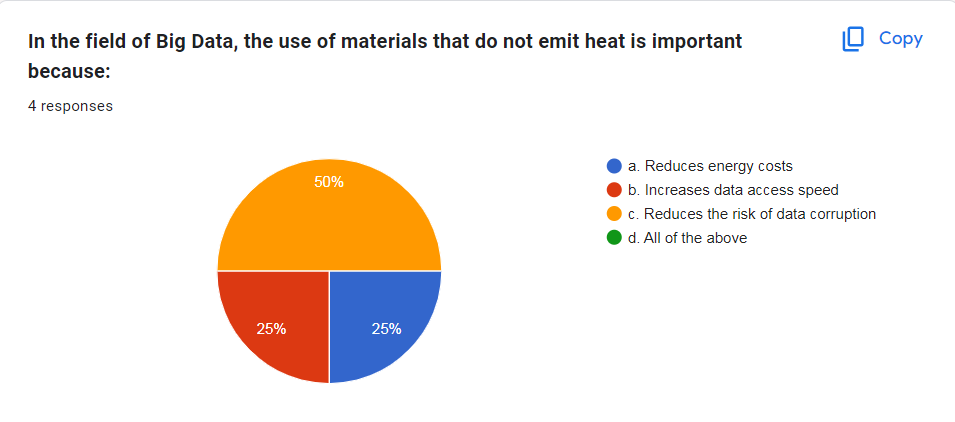 In the field of Big Data, the use of materials that do not emit heat is important
because:
Copy
4 responses
50%
25%
25%
a. Reduces energy costs
b. Increases data access speed
c. Reduces the risk of data corruption
d. All of the above